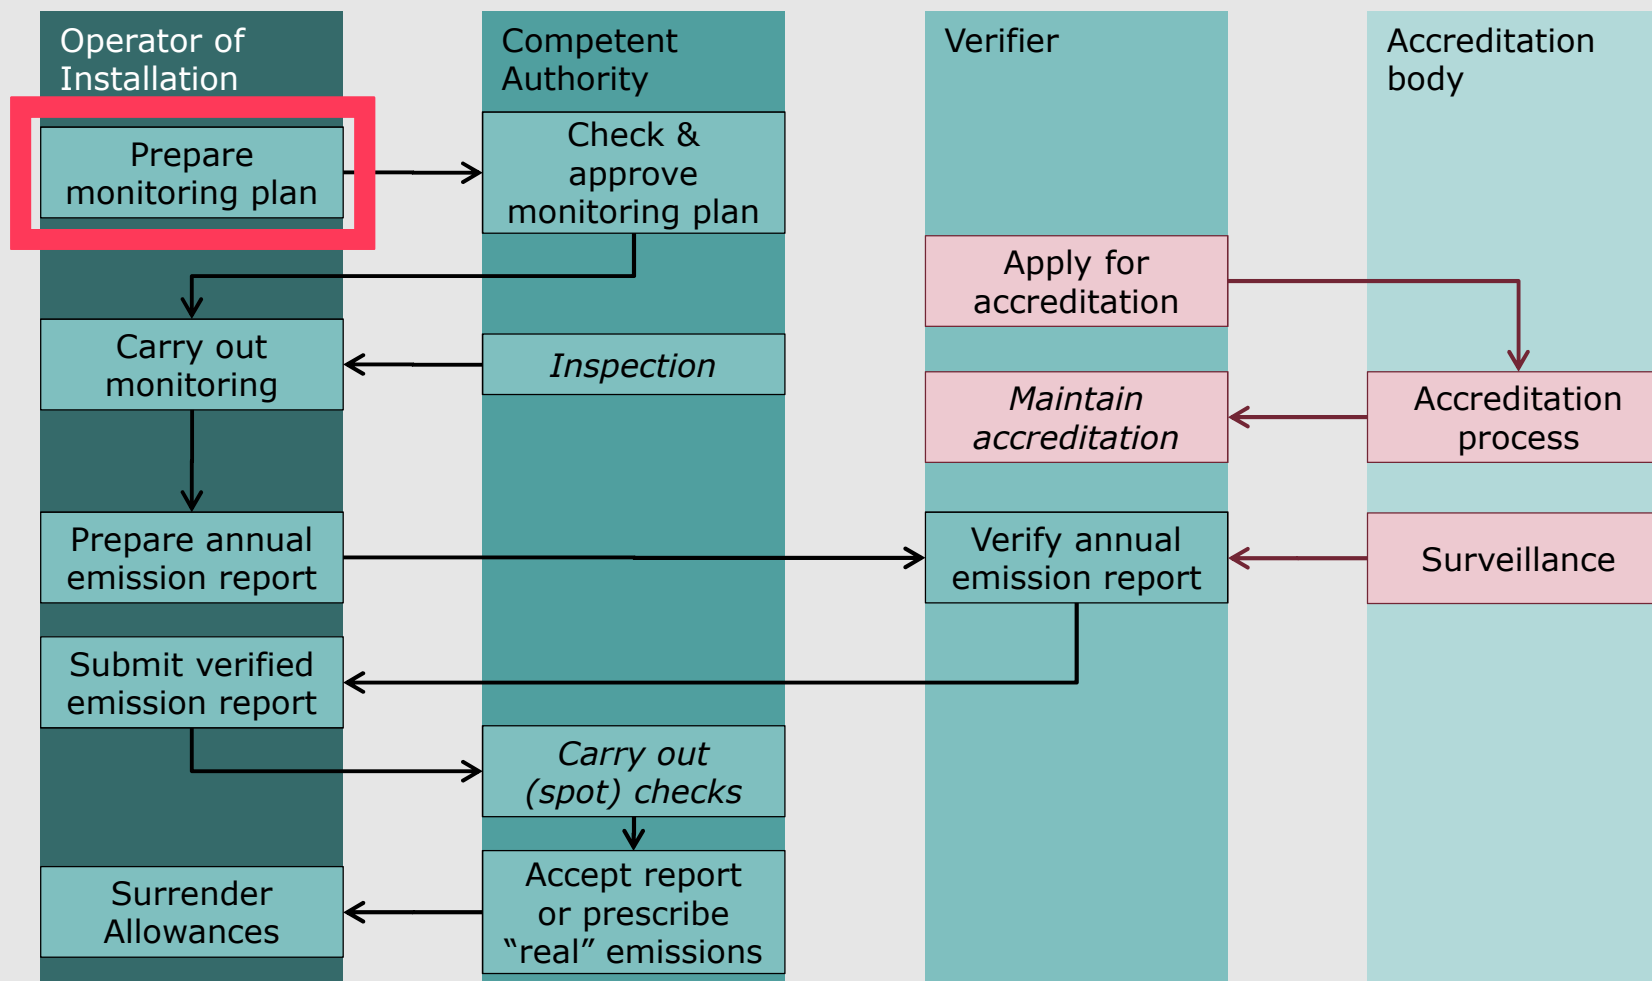 Operator of
Installation
Competent
Authority
Verifier
Accreditation
body
Prepare
monitoring plan
Check &
approve
monitoring plan
Apply for
accreditation
Carry out
monitoring
Inspection
Maintain
accreditation
Accreditation
process
Prepare annual
emission report
Verify annual
emission report
Surveillance
Submit verified
emission report
Carry out
(spot) checks
Surrender
Allowances
Accept report
or prescribe
“real” emissions